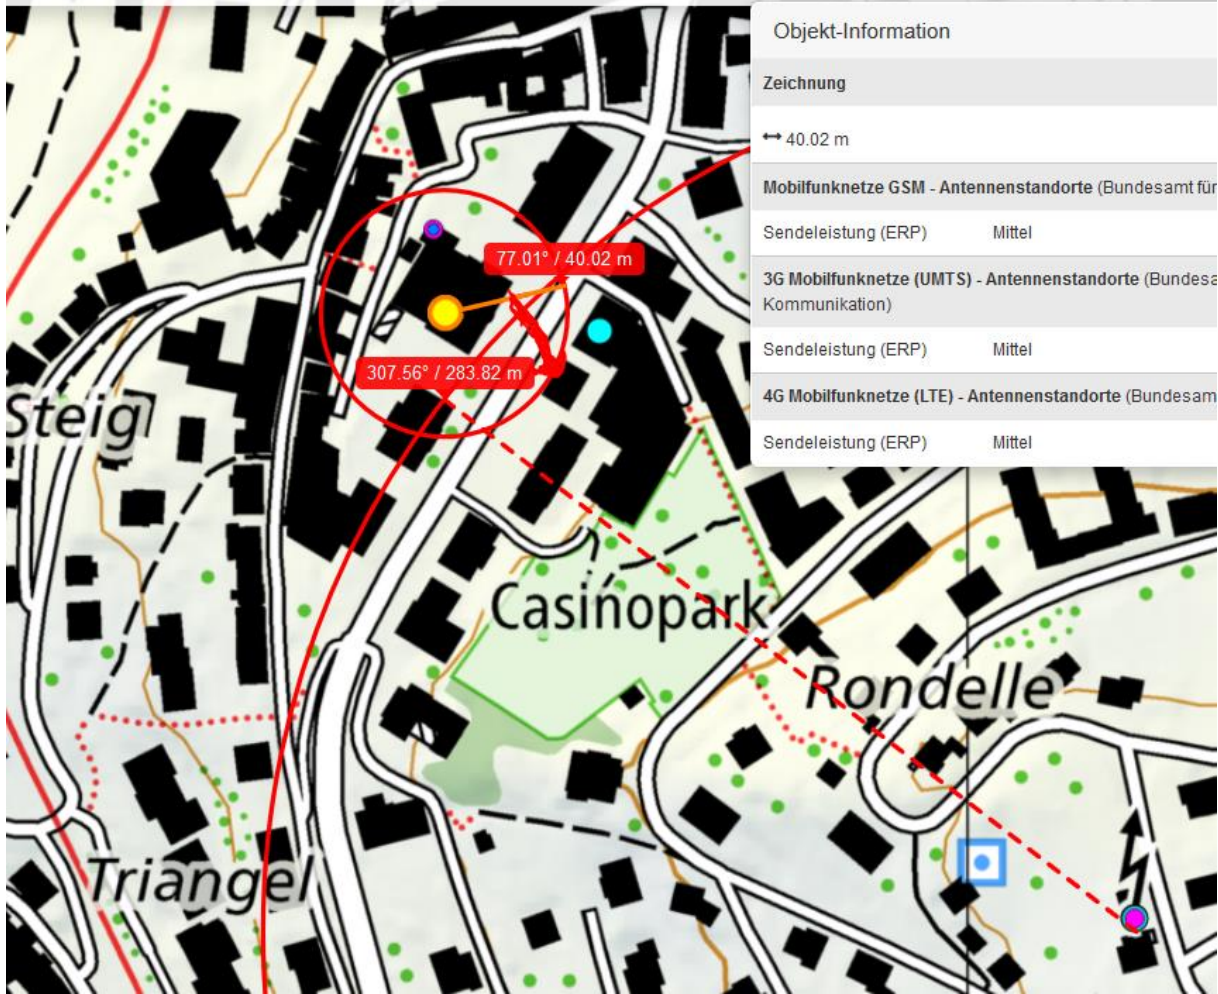 Objekt-Information
Zeichnung
↔ 40.02 m
Mobilfunknetze GSM - Antennenstandorte (Bundesamt für
Sendeleistung (ERP) Mittel
3G Mobilfunknetze (UMTS) - Antennenstandorte (Bundesa
Kommunikation)
Sendeleistung (ERP) Mittel
4G Mobilfunknetze (LTE) - Antennenstandorte (Bundesam
Sendeleistung (ERP) Mittel
77.01° / 40.02 m
307.56° / 283.82 m
Steig
Casinopark
Rondelle
Triangel